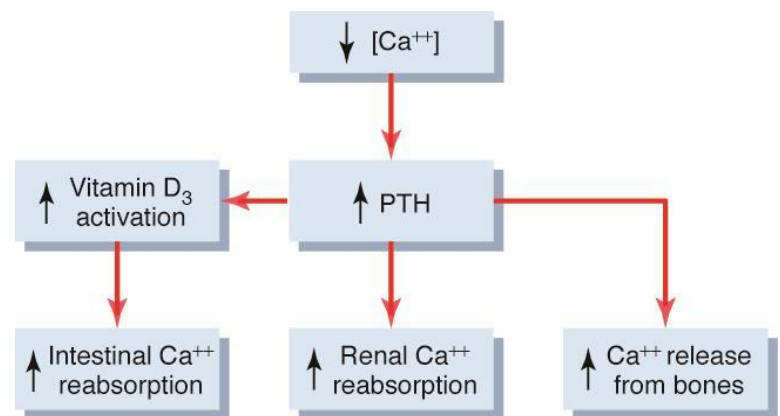 ↓ [Ca⁺⁺]
↑ Vitamin D₃
activation
↑ PTH
↑ Intestinal Ca⁺⁺
reabsorption
↑ Renal Ca⁺⁺
reabsorption
↑ Ca⁺⁺ release
from bones